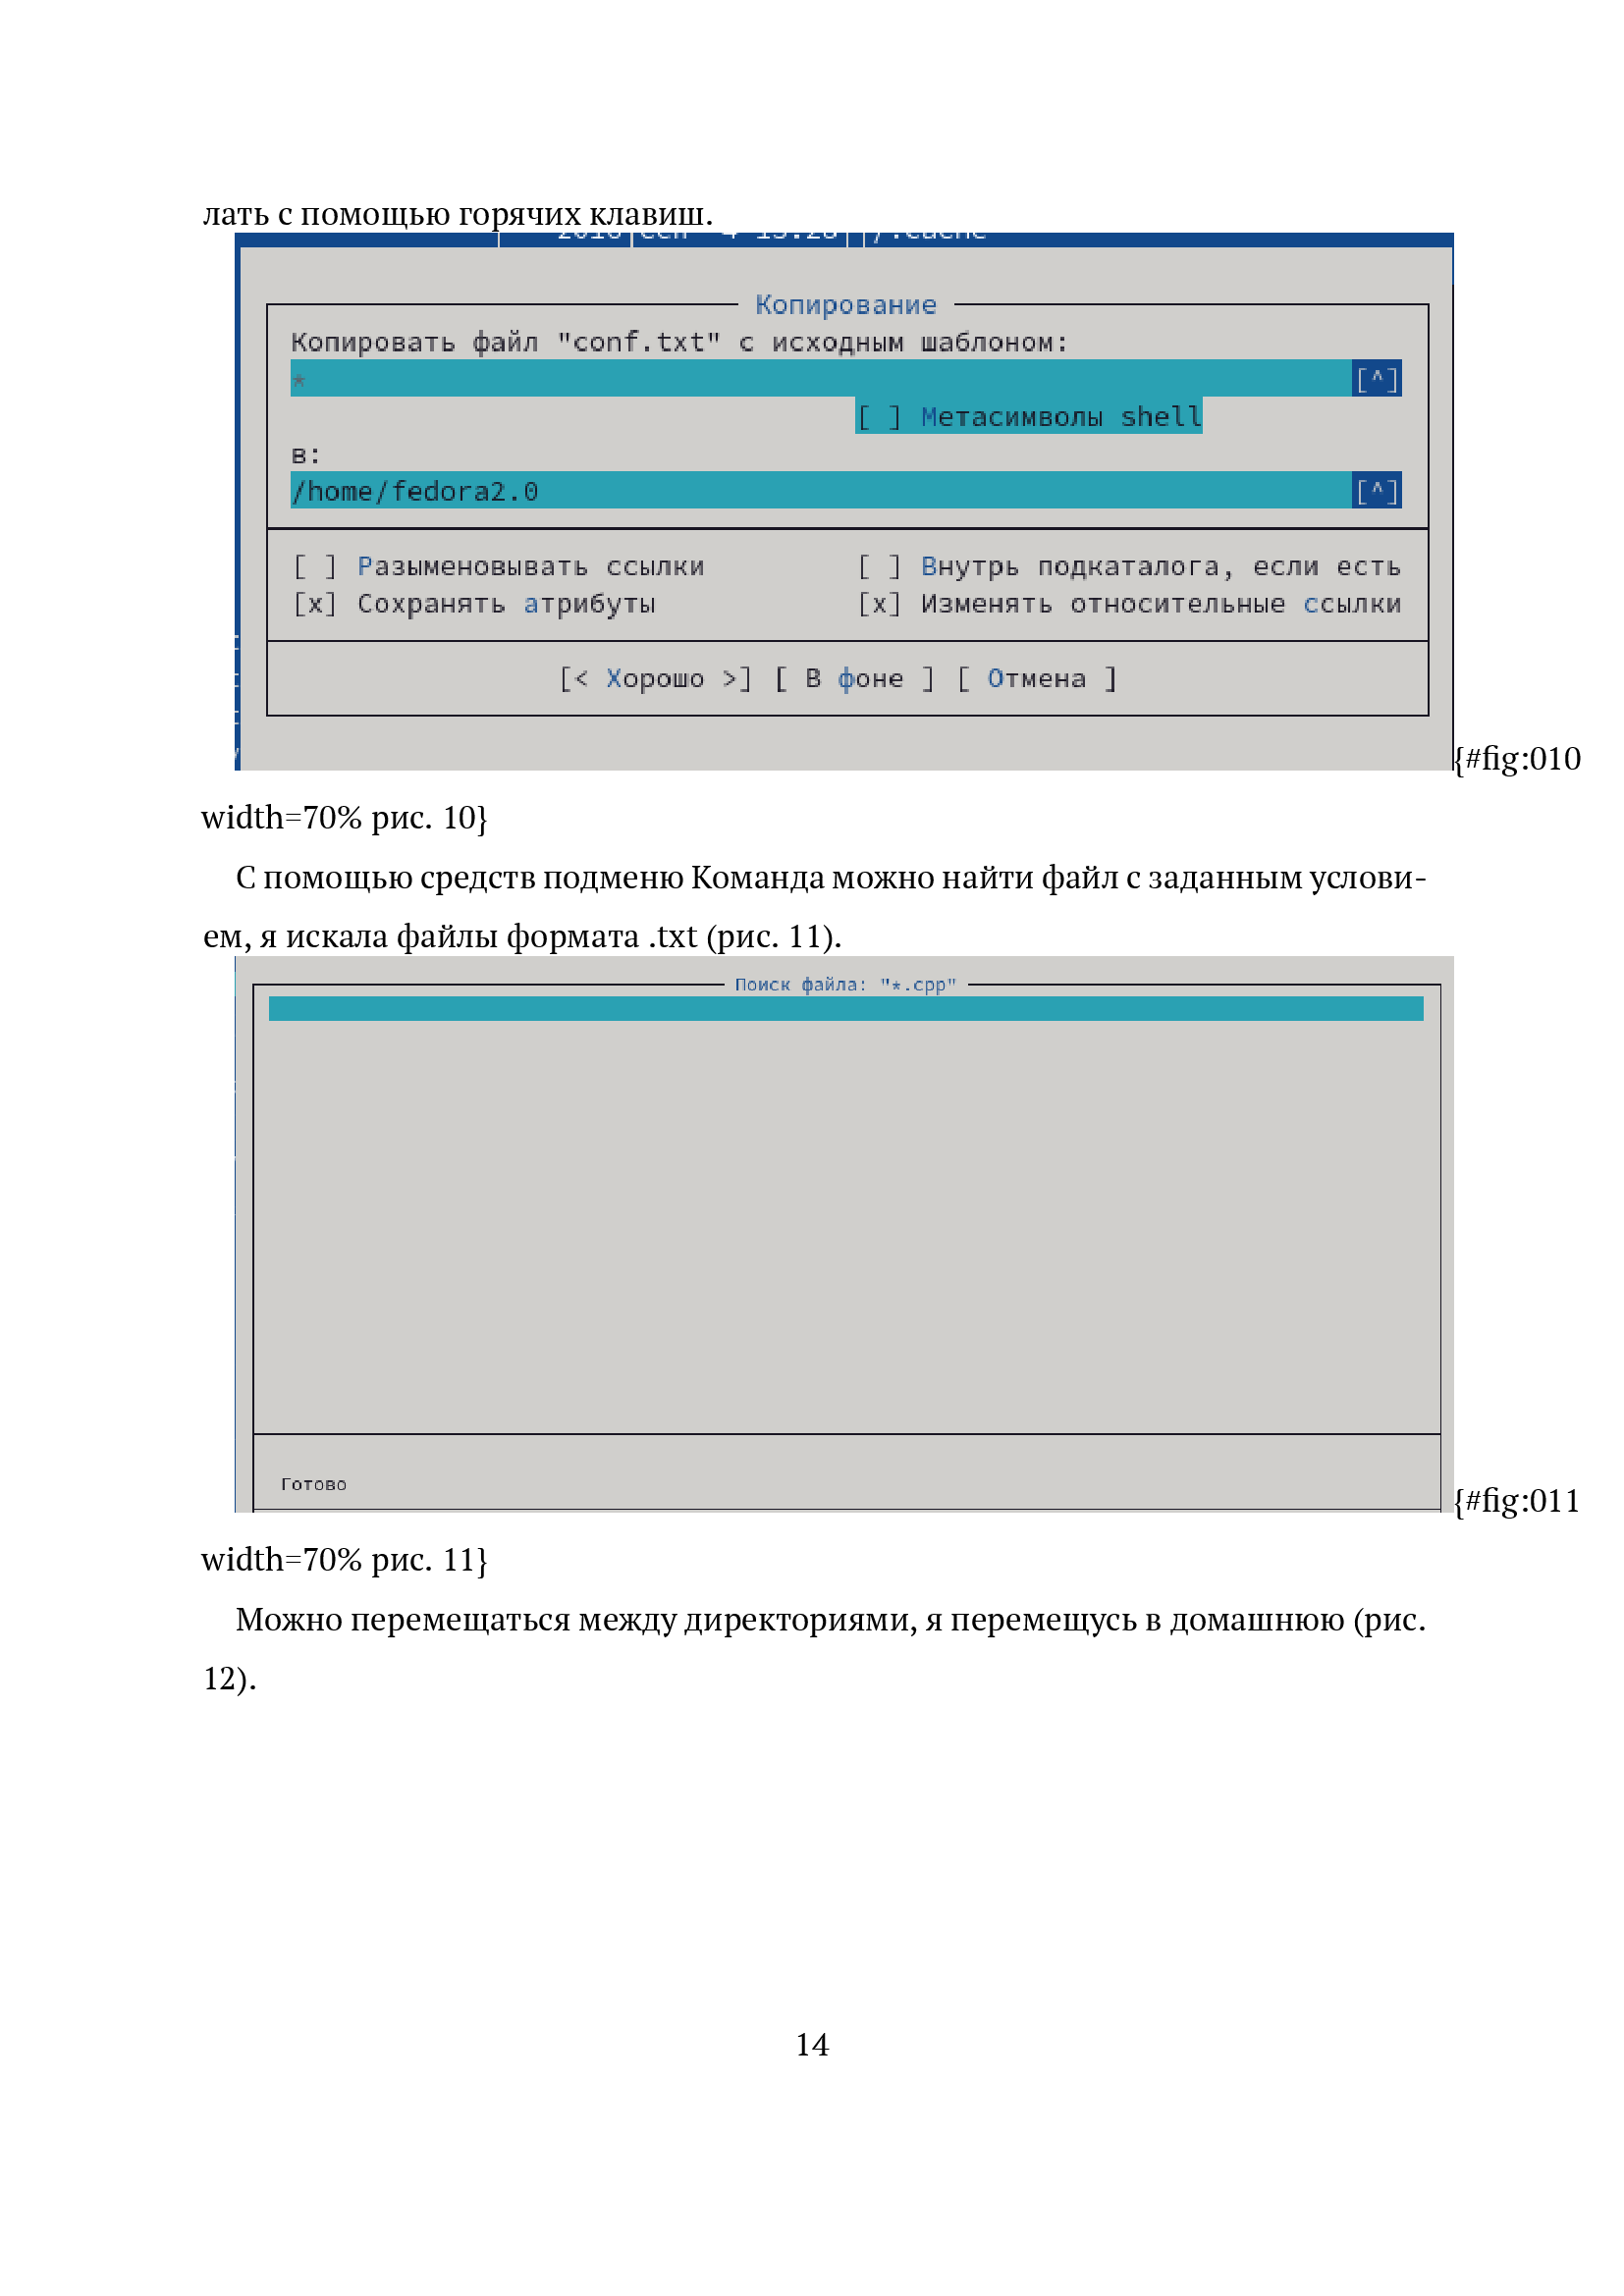 лать с помощью горячих клавиш.
Копирование
Копировать файл "conf.txt" с исходным шаблоном:
* [^]
[ ] Метасимволы shell
в:
/home/fedora2.0 [^]
[ ] Разыменовывать ссылки [ ] Внутрь подкаталога, если есть
[x] Сохранять атрибуты [x] Изменять относительные ссылки
[< Хорошо >] [ В фоне ] [ Отмена ]
{#fig:010
width=70% рис. 10}
С помощью средств подменю Команда можно найти файл с заданным услови-
ем, я искала файлы формата .txt (рис. 11).
Поиск файла: "*.cpp"
Готово
{#fig:011
width=70% рис. 11}
Можно перемещаться между директориями, я перемещусь в домашнюю (рис.
12).
14